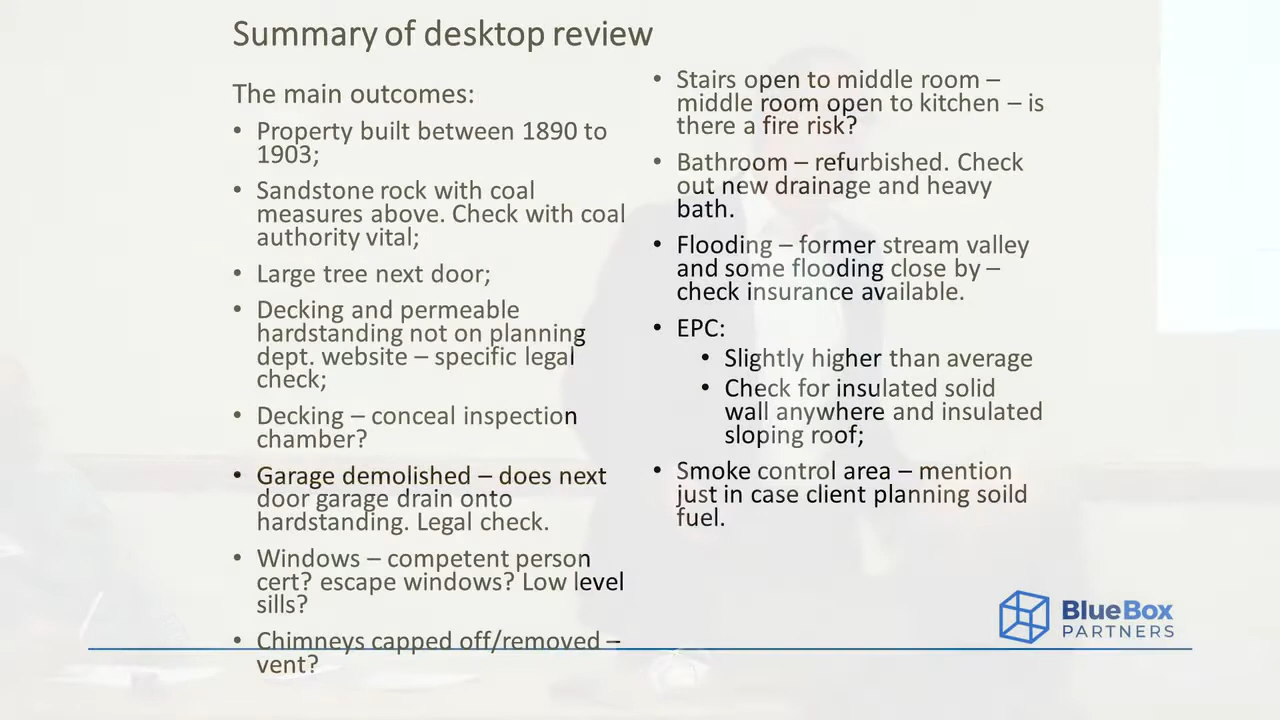 Summary of desktop review
The main outcomes:
• Property built between 1890 to
1903;
• Sandstone rock with coal
measures above. Check with coal
authority vital;
• Large tree next door;
• Decking and permeable
hardstanding not on planning
dept. website – specific legal
check;
• Decking – conceal inspection
chamber?
• Garage demolished – does next
door garage drain onto
hardstanding. Legal check.
• Windows – competent person
cert? escape windows? Low level
sills?
• Chimneys capped off/removed –
vent?
• Stairs open to middle room –
middle room open to kitchen – is
there a fire risk?
• Bathroom – refurbished. Check
out new drainage and heavy
bath.
• Flooding – former stream valley
and some flooding close by –
check insurance available.
• EPC:
• Slightly higher than average
• Check for insulated solid
wall anywhere and insulated
sloping roof;
• Smoke control area – mention
just in case client planning soild
fuel.
BlueBox
PARTNERS